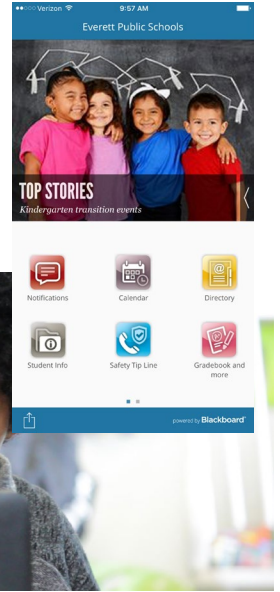 Verizon 9:57 AM
Everett Public Schools
TOP STORIES
Kindergarten transition events
Notifications
Calendar
Directory
Student Info
Safety Tip Line
Gradebook and
more
powered by Blackboard